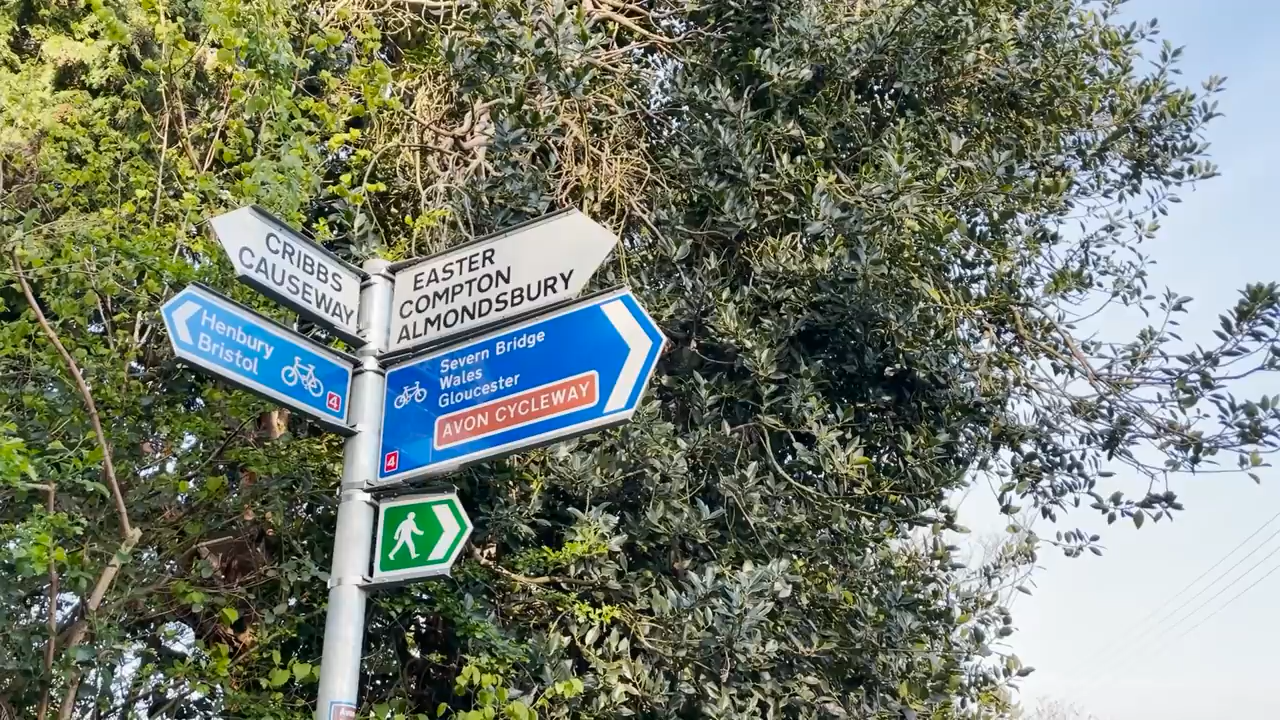 CRIBBS
CAUSEWAY
EASTER
COMPTON
ALMONDSBURY
Henbury
Bristol
4
Severn Bridge
Wales
Gloucester
AVON CYCLEWAY
4